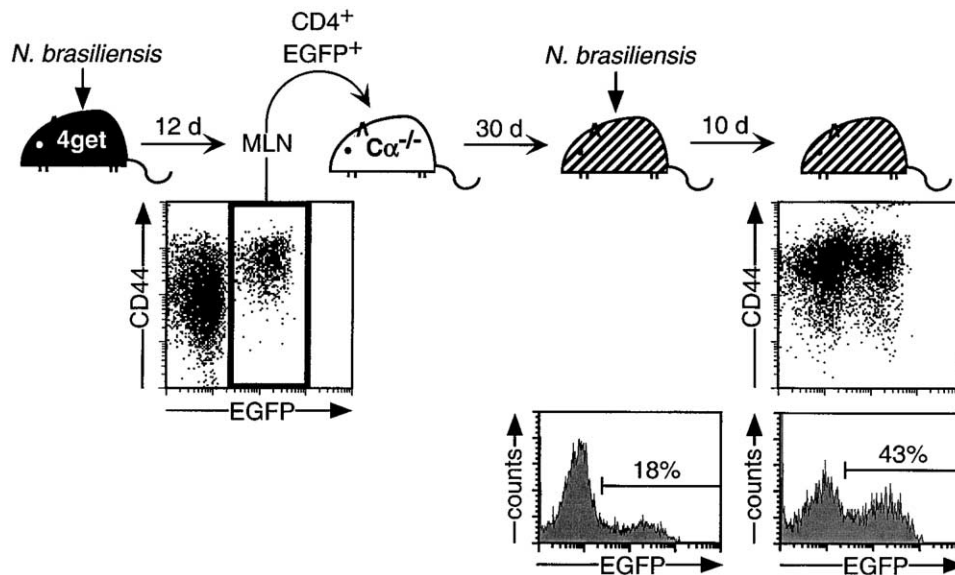 CD4+
EGFP+
N. brasiliensis
N. brasiliensis
4get
12 d
MLN
Cα-/-
30 d
10 d
CD44
EGFP
CD44
counts
18%
EGFP
counts
43%
EGFP